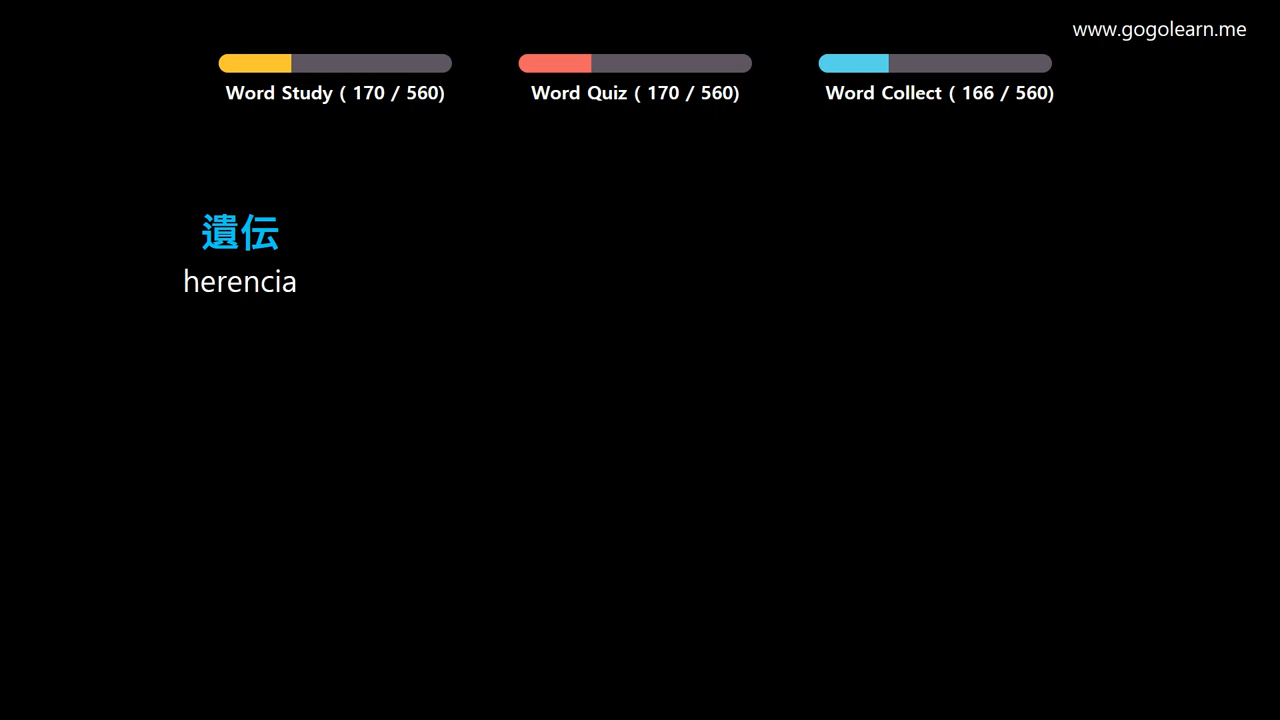 www.gogolearn.me
Word Study ( 170 / 560)
Word Quiz ( 170 / 560)
Word Collect ( 166 / 560)
遺伝
herencia